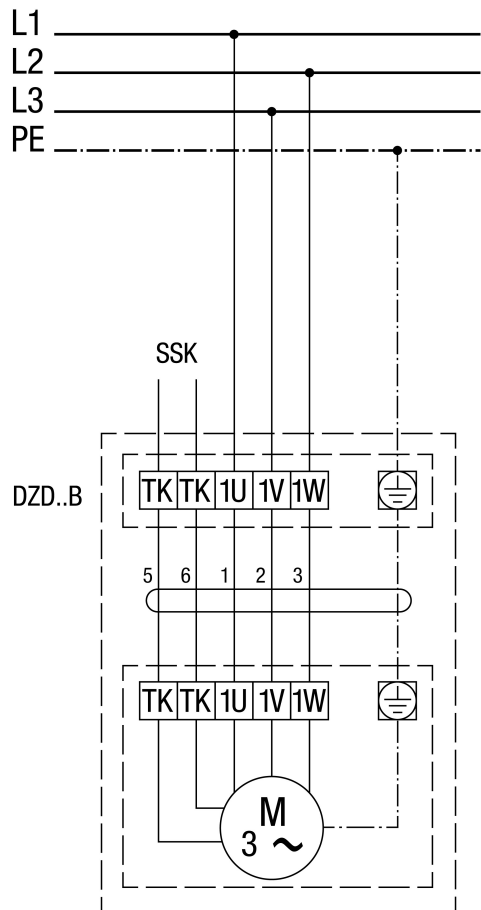 L1
L2
L3
PE
SSK
DZD..B
TK TK 1U 1V 1W
5 6 1 2 3
TK TK 1U 1V 1W
M
3 ~